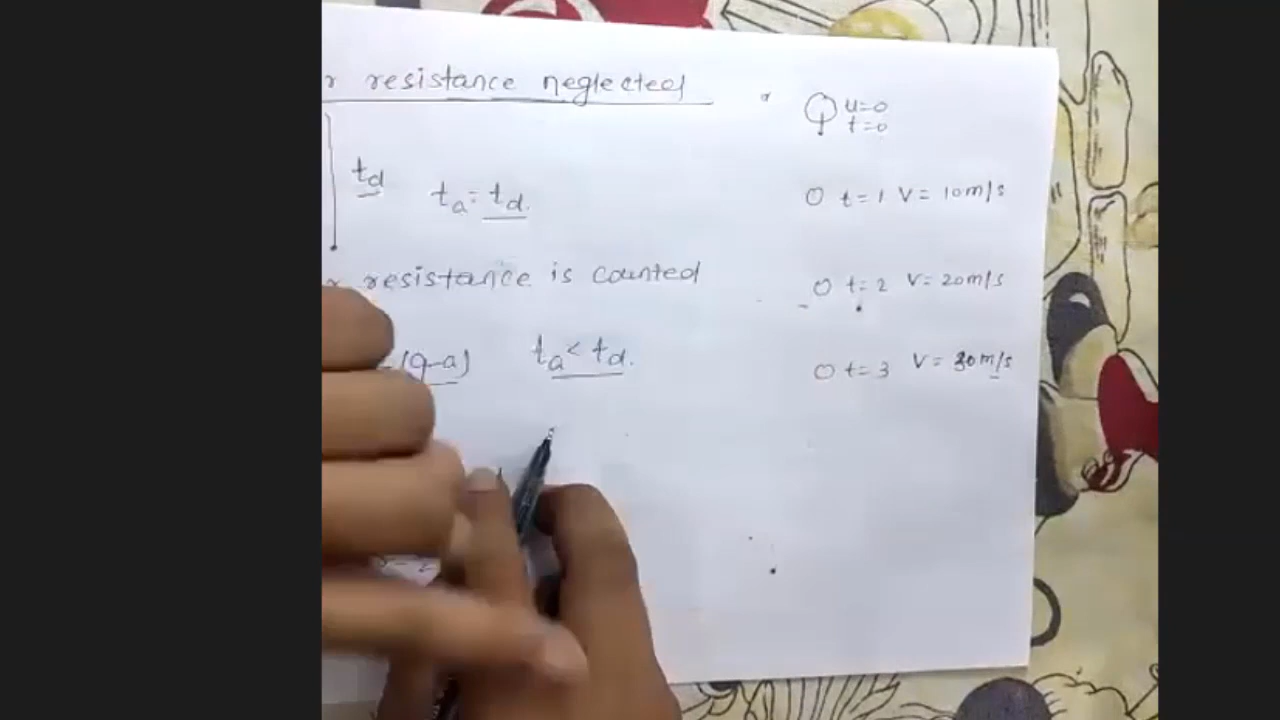 r resistance neglected
td
ta = td.
r resistance is counted
(g-a)
ta < td.
u=0
t=0
t=1 V=10m/s
t=2 V=20m/s
t=3 V=30m/s